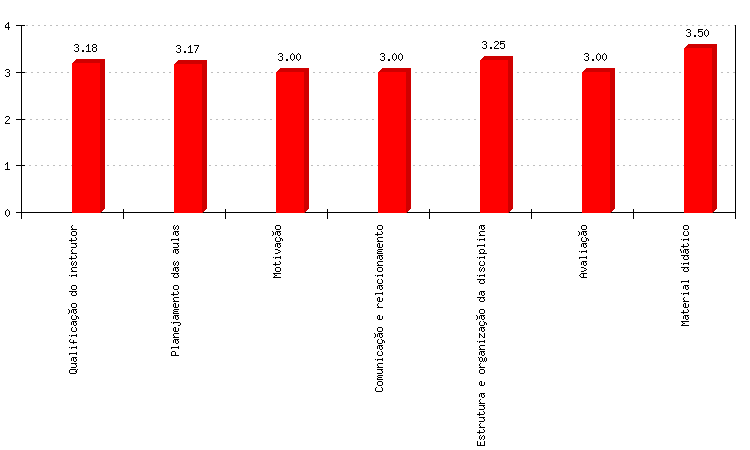 4
3
2
1
0
3.18
3.17
3.00
3.00
3.25
3.00
3.50
Qualificação do instrutor
Planejamento das aulas
Motivação
Comunicação e relacionamento
Estrutura e organização da disciplina
Avaliação
Material didático